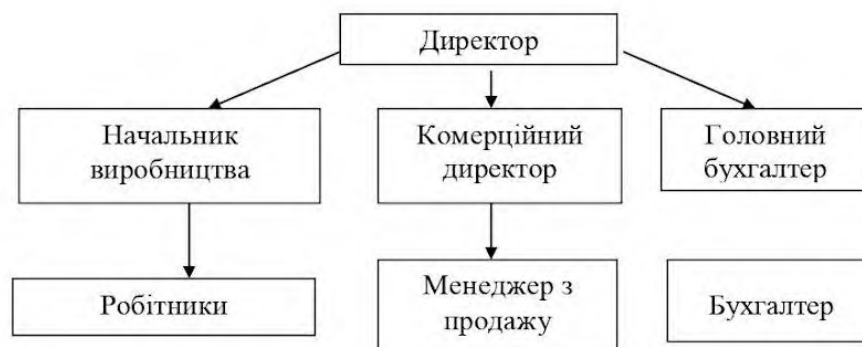 Директор
Начальник
виробництва
Комерційний
директор
Головний
бухгалтер
Робітники
Менеджер з
продажу
Бухгалтер